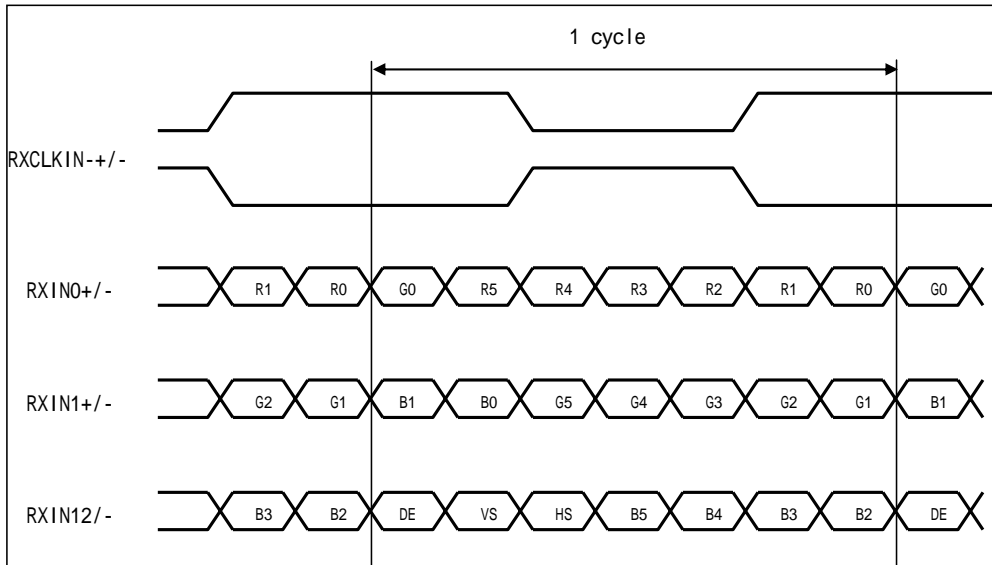 1 cycle
RXCLKIN-+/-
RXIN0+/- R1 R0 G0 R5 R4 R3 R2 R1 R0 G0
RXIN1+/- G2 G1 B1 B0 G5 G4 G3 G2 G1 B1
RXIN12/- B3 B2 DE VS HS B5 B4 B3 B2 DE